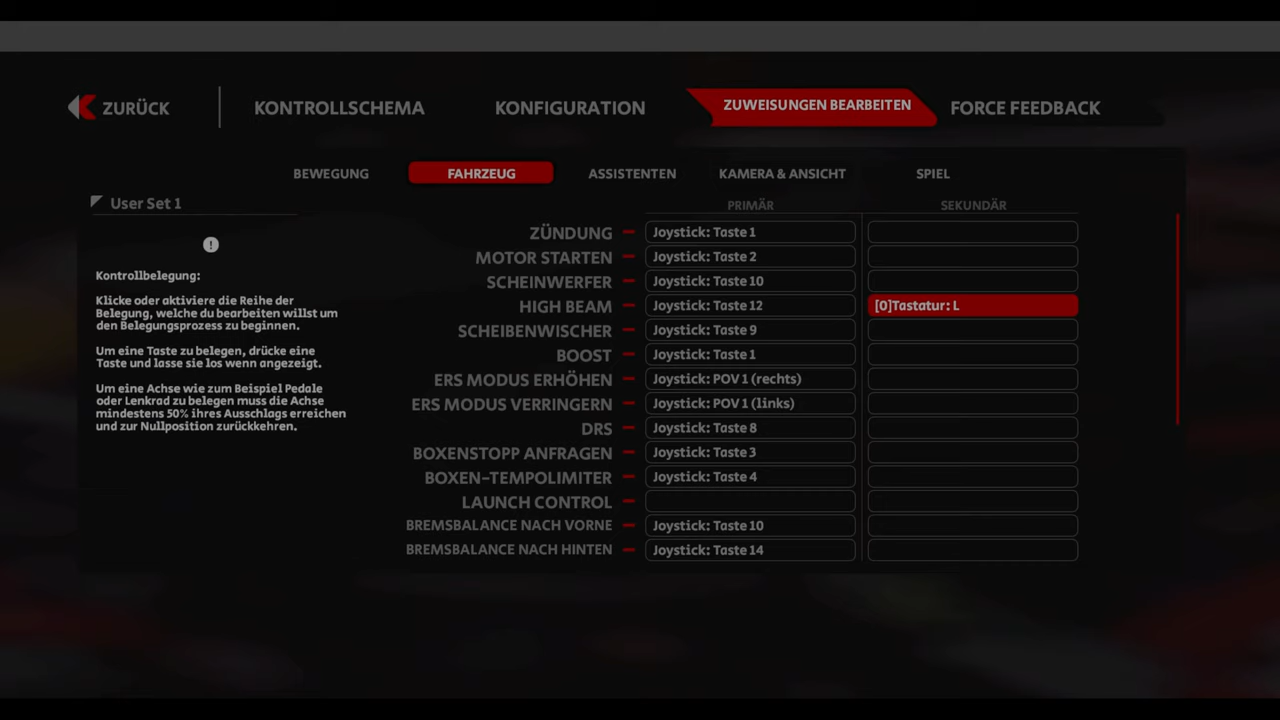 ZURÜCK
KONTROLLSCHEMA
KONFIGURATION
ZUWEISUNGEN BEARBEITEN
FORCE FEEDBACK
BEWEGUNG
FAHRZEUG
ASSISTENTEN
KAMERA & ANSICHT
SPIEL
User Set 1
!
Kontrollbelegung:
Klicke oder aktiviere die Reihe der
Belegung, welche du bearbeiten willst um
den Belegungsprozess zu beginnen.
Um eine Taste zu belegen, drücke eine
Taste und lasse sie los wenn angezeigt.
Um eine Achse wie zum Beispiel Pedale
oder Lenkrad zu belegen muss die Achse
mindestens 50% ihres Ausschlags erreichen
und zur Nullposition zurückkehren.
PRIMÄR
SEKUNDÄR
ZÜNDUNG Joystick: Taste 1
MOTOR STARTEN Joystick: Taste 2
SCHEINWERFER Joystick: Taste 10
HIGH BEAM Joystick: Taste 12 [0]Tastatur: L
SCHEIBENWISCHER Joystick: Taste 9
BOOST Joystick: Taste 1
ERS MODUS ERHÖHEN Joystick: POV 1 (rechts)
ERS MODUS VERRINGERN Joystick: POV 1 (links)
DRS Joystick: Taste 8
BOXENSTOPP ANFRAGEN Joystick: Taste 3
BOXEN-TEMPOLIMITER Joystick: Taste 4
LAUNCH CONTROL
BREMSBALANCE NACH VORNE Joystick: Taste 10
BREMSBALANCE NACH HINTEN Joystick: Taste 14